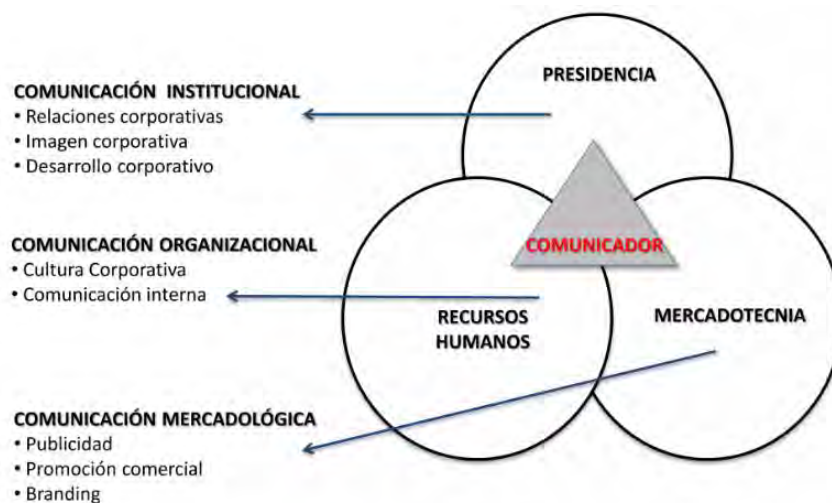 PRESIDENCIA
COMUNICACIÓN INSTITUCIONAL
• Relaciones corporativas
• Imagen corporativa
• Desarrollo corporativo
COMUNICADOR
COMUNICACIÓN ORGANIZACIONAL
• Cultura Corporativa
• Comunicación interna
RECURSOS
HUMANOS
MERCADOTECNIA
COMUNICACIÓN MERCADOLÓGICA
• Publicidad
• Promoción comercial
• Branding